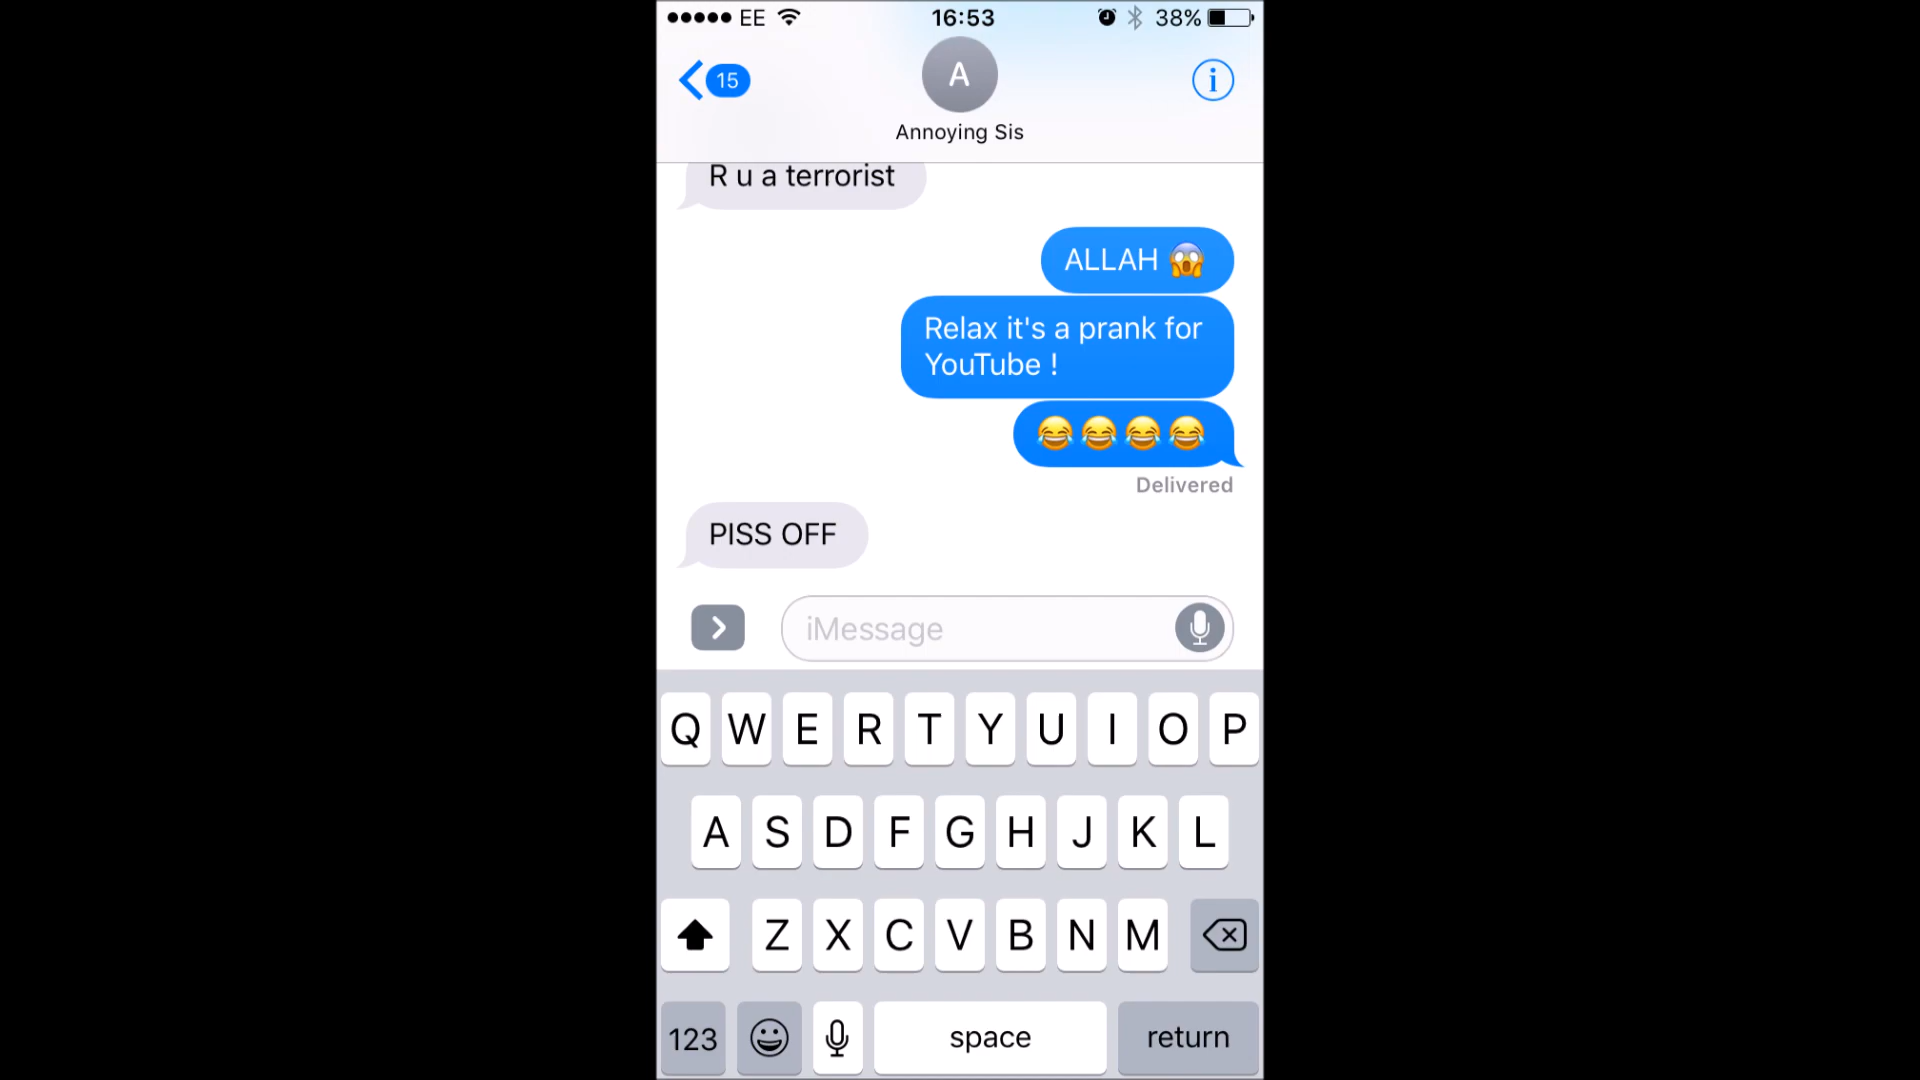 EE 16:53 38%
15
A
i
Annoying Sis
R u a terrorist
ALLAH 😱
Relax it's a prank for
YouTube !
😂😂😂😂
Delivered
PISS OFF
iMessage
Q W E R T Y U I O P
A S D F G H J K L
Z X C V B N M
123 space return